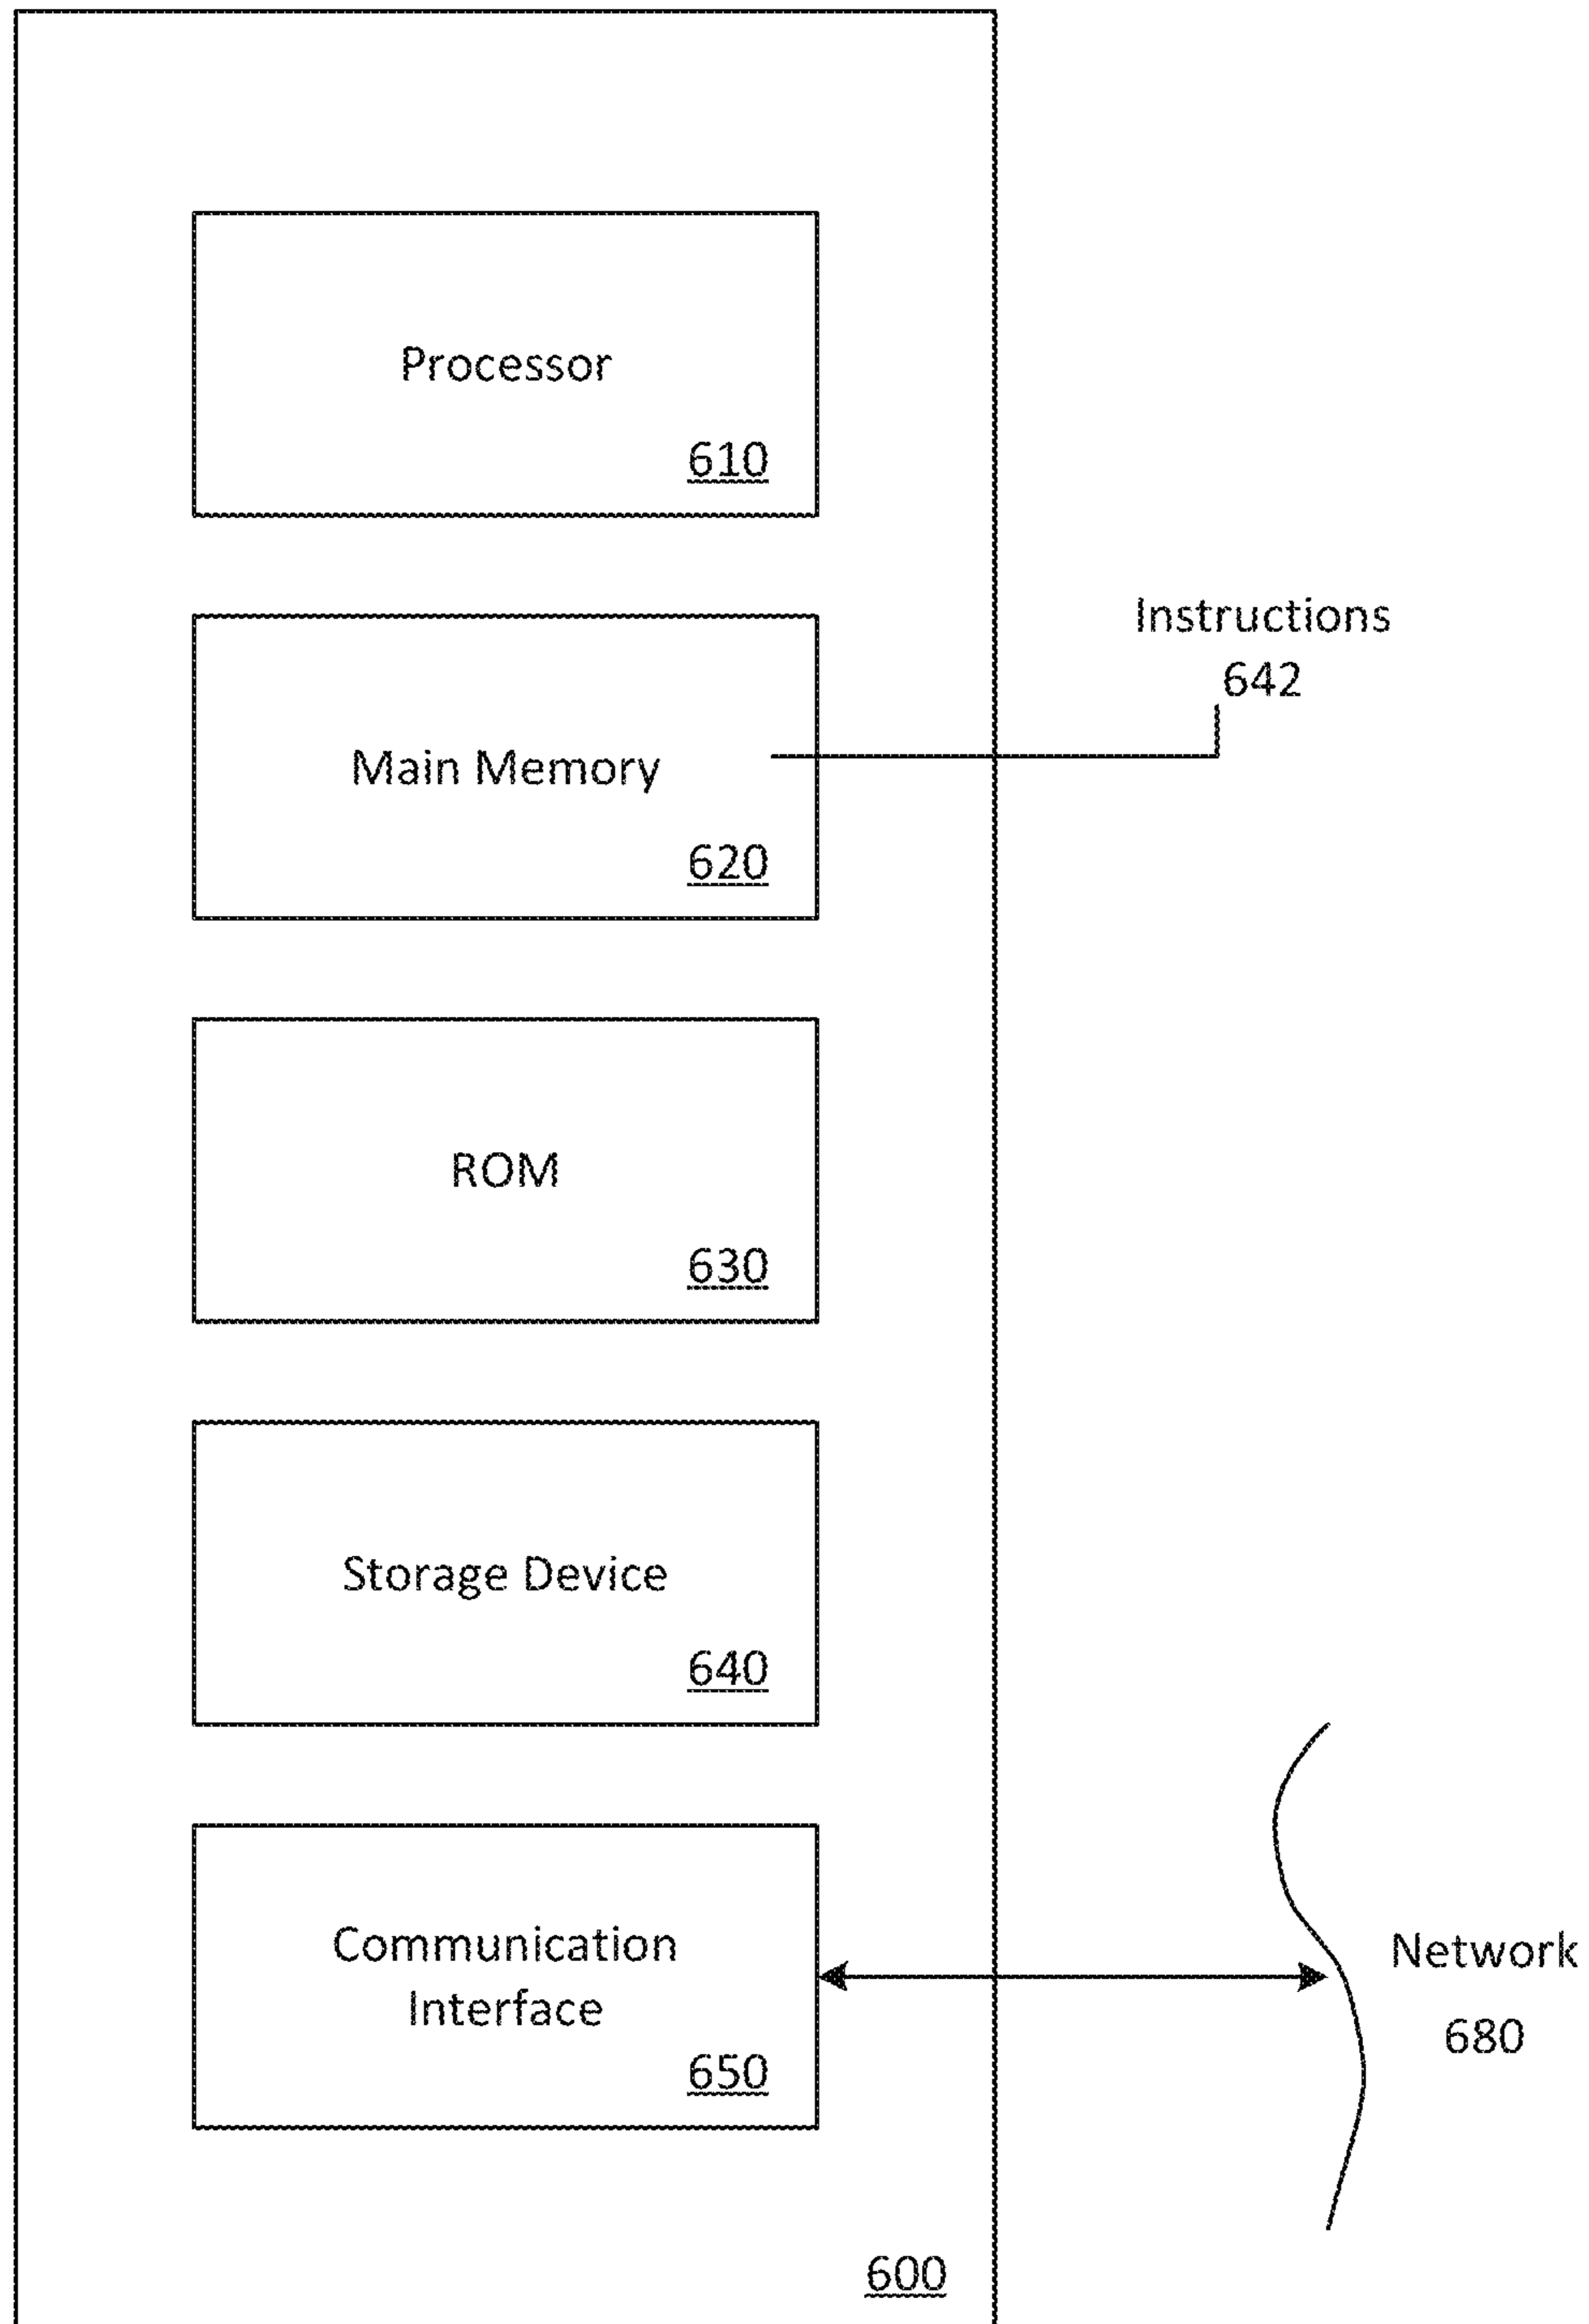 Processor
610
Instructions
642
Main Memory
620
ROM
630
Storage Device
640
Communication
Interface
650
Network
680
600